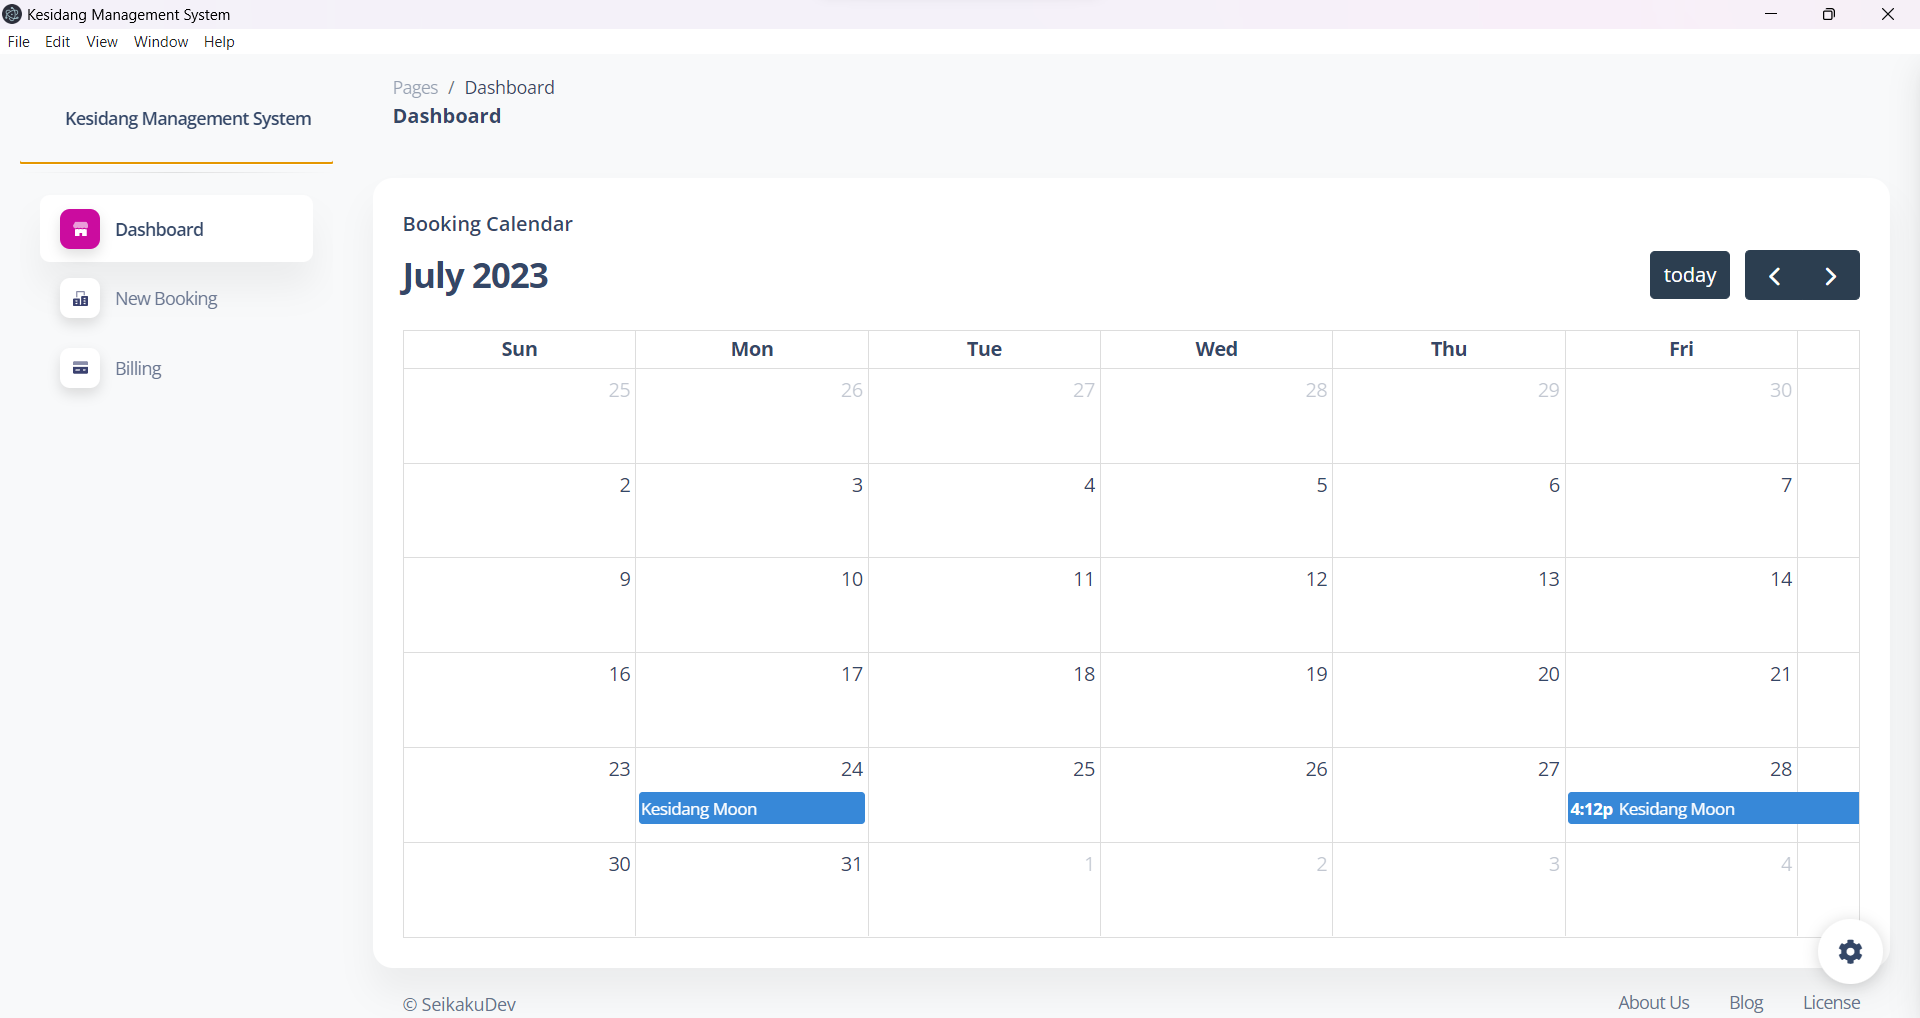 Kesidang Management System
File Edit View Window Help
Pages / Dashboard
Dashboard
Kesidang Management System
Dashboard
New Booking
Billing
Booking Calendar
July 2023
today
Sun Mon Tue Wed Thu Fri
25 26 27 28 29 30
2 3 4 5 6 7
9 10 11 12 13 14
16 17 18 19 20 21
23 24 25 26 27 28
Kesidang Moon 4:12p Kesidang Moon
30 31 1 2 3 4
© SeikakuDev
About Us Blog License